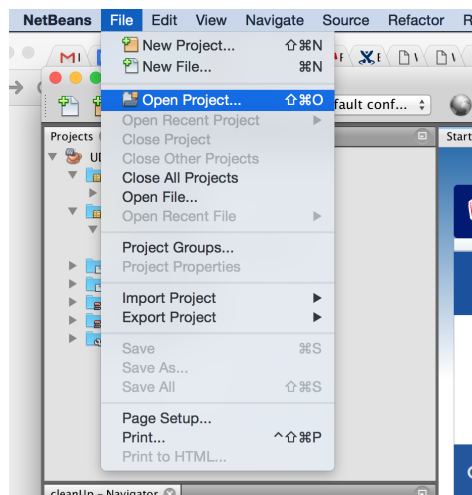 NetBeans File Edit View Navigate Source Refactor R
New Project... ⇧⌘N
New File... ⌘N
Open Project... ⇧⌘O
fault conf...
Open Recent Project
Projects
Start
Close Project
Close Other Projects
Close All Projects
Open File...
Open Recent File
Project Groups...
Project Properties
Import Project
Export Project
Save ⌘S
Save As...
Save All ⇧⌘S
Page Setup...
Print... ^⇧⌘P
Print to HTML...
cleanUp - Navigator